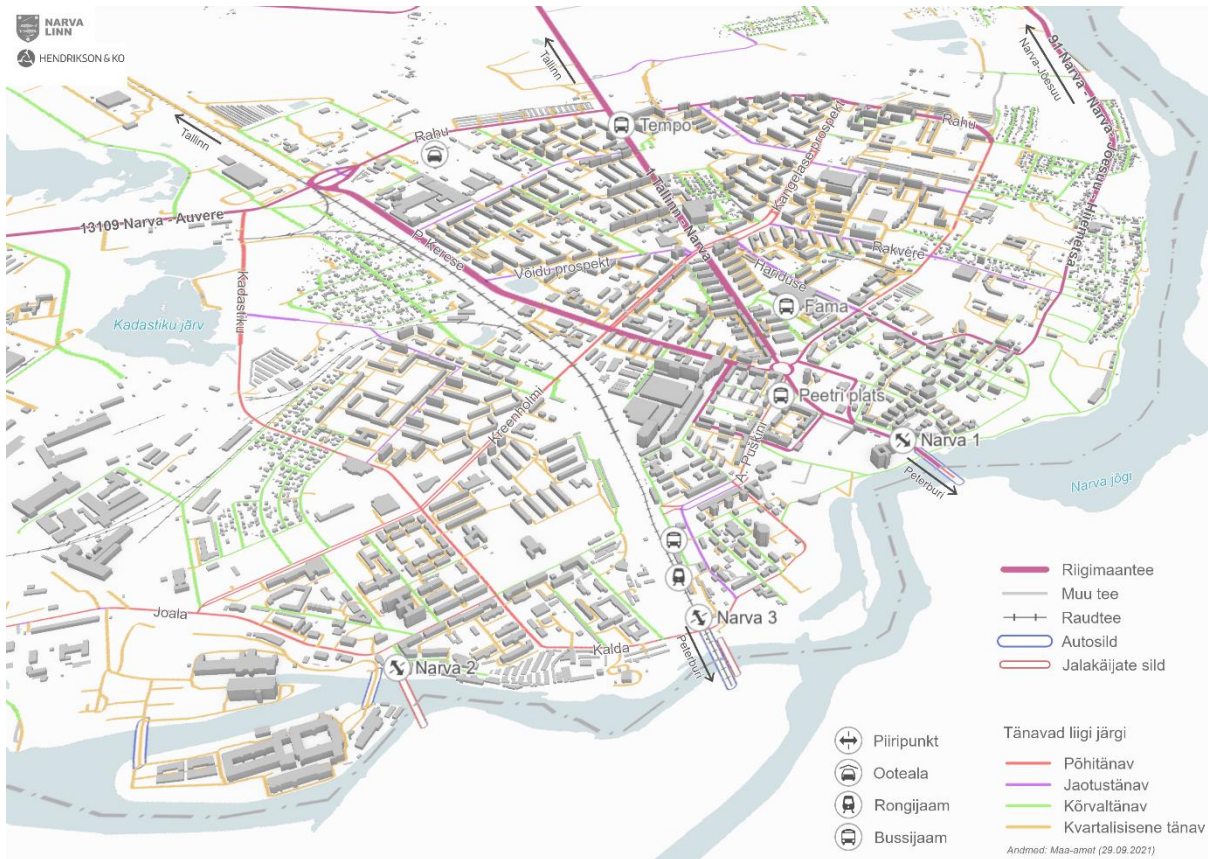 NARVA
LINN
HENDRIKSON & KO
Tallinn
Tallinn
91 Narva - Narva-Jõesuu - Hiiemetsa
Narva-Jõesuu
Rahu
Tempo
Kangelase prospekt
Rahu
1 Tallinn - Narva
13109 Narva - Auvere
P. Kerese
Võidu prospekt
Hariduse
Rakvere
Kadastiku
Kadastiku järv
Fama
Kreenholmi
Peetri plats
A. Puškini
Narva 1
Peterburi
Narva jõgi
Joala
Narva 2
Kalda
Narva 3
Peterburi
Riigimaantee
Muu tee
Raudtee
Autosild
Jalakäijate sild
Piiripunkt
Ooteala
Rongijaam
Bussijaam
Tänavad liigi järgi
Põhitänav
Jaotustänav
Kõrvaltänav
Kvartalisisene tänav
Andmed: Maa-amet (29.09.2021)